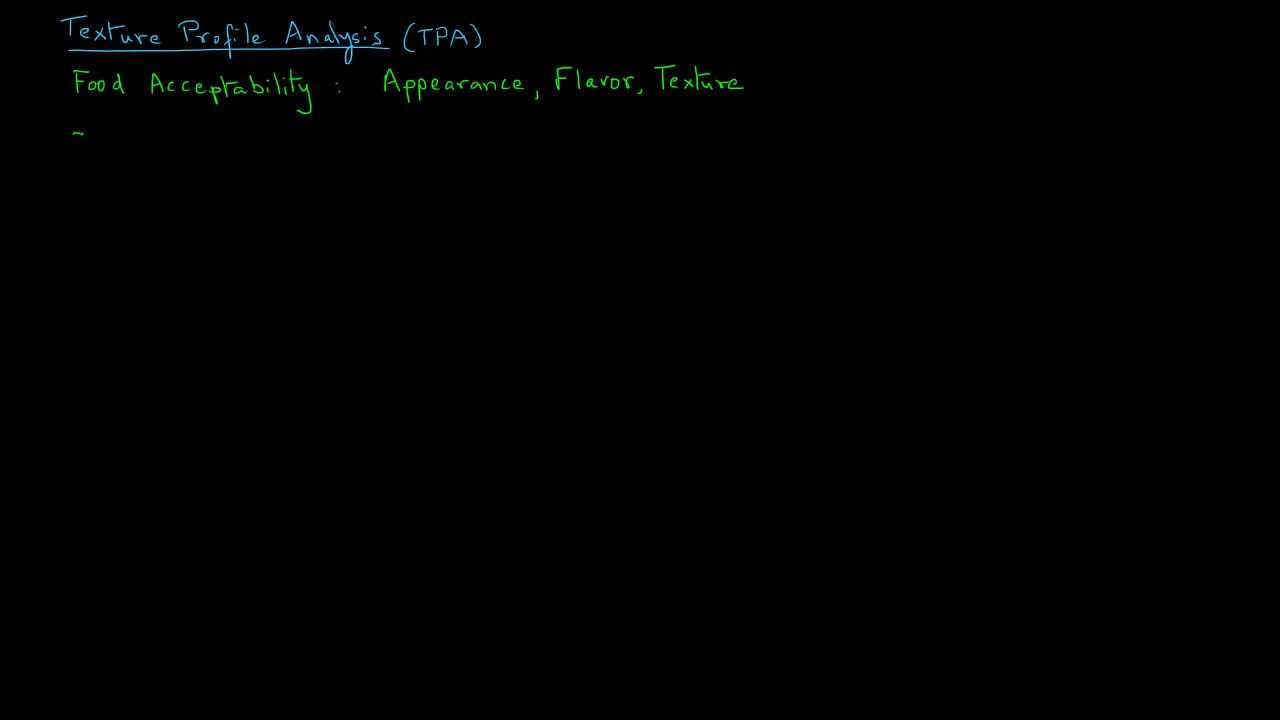 Texture Profile Analysis (TPA)
Food Acceptability : Appearance, Flavor, Texture
~